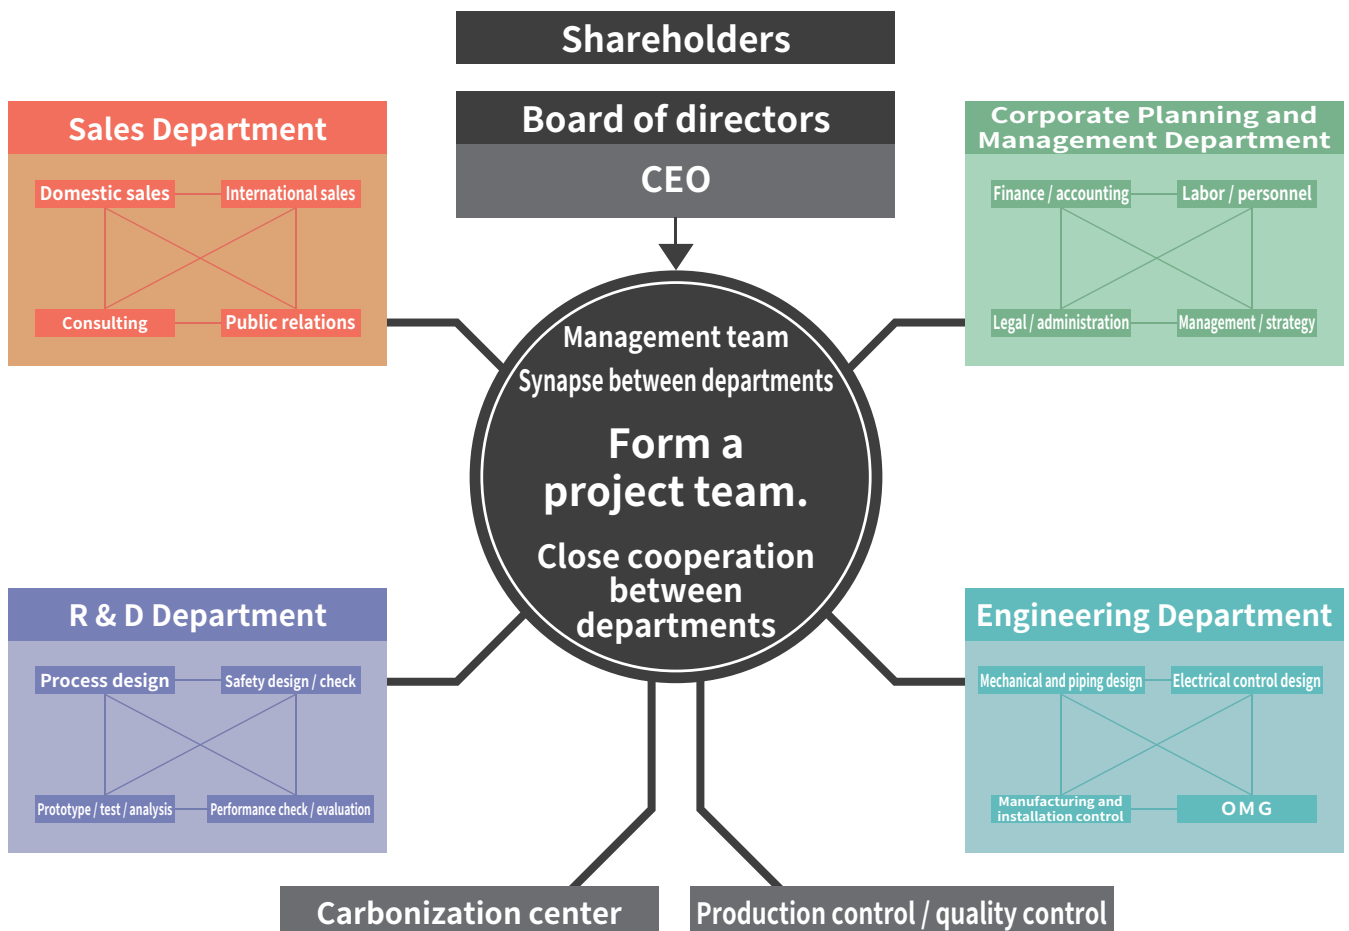 Shareholders
Board of directors
CEO
Sales Department
Domestic sales
International sales
Consulting
Public relations
Corporate Planning and
Management Department
Finance / accounting
Labor / personnel
Legal / administration
Management / strategy
Management team
Synapse between departments
Form a
project team.
Close cooperation
between
departments
R & D Department
Process design
Safety design / check
Prototype / test / analysis
Performance check / evaluation
Engineering Department
Mechanical and piping design
Electrical control design
Manufacturing and
installation control
OMG
Carbonization center
Production control / quality control